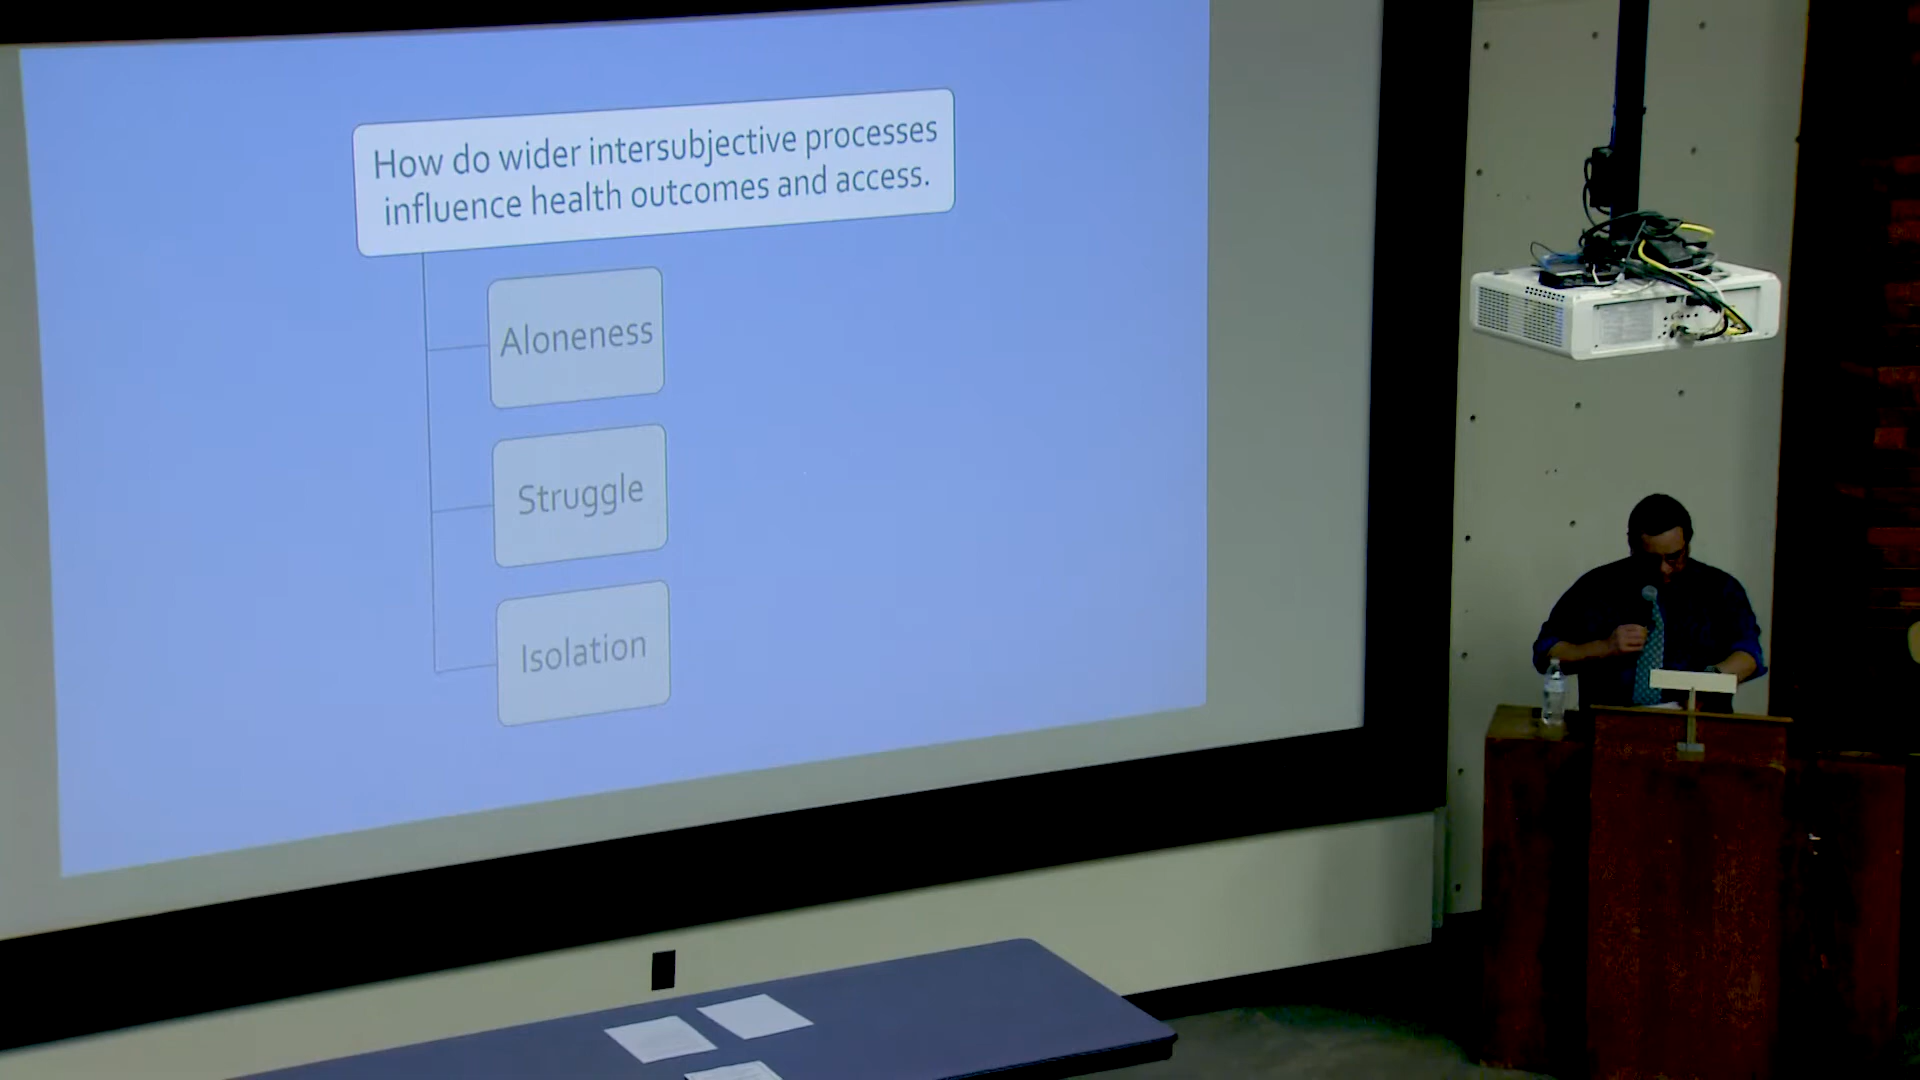 How do wider intersubjective processes
influence health outcomes and access.
Aloneness
Struggle
Isolation